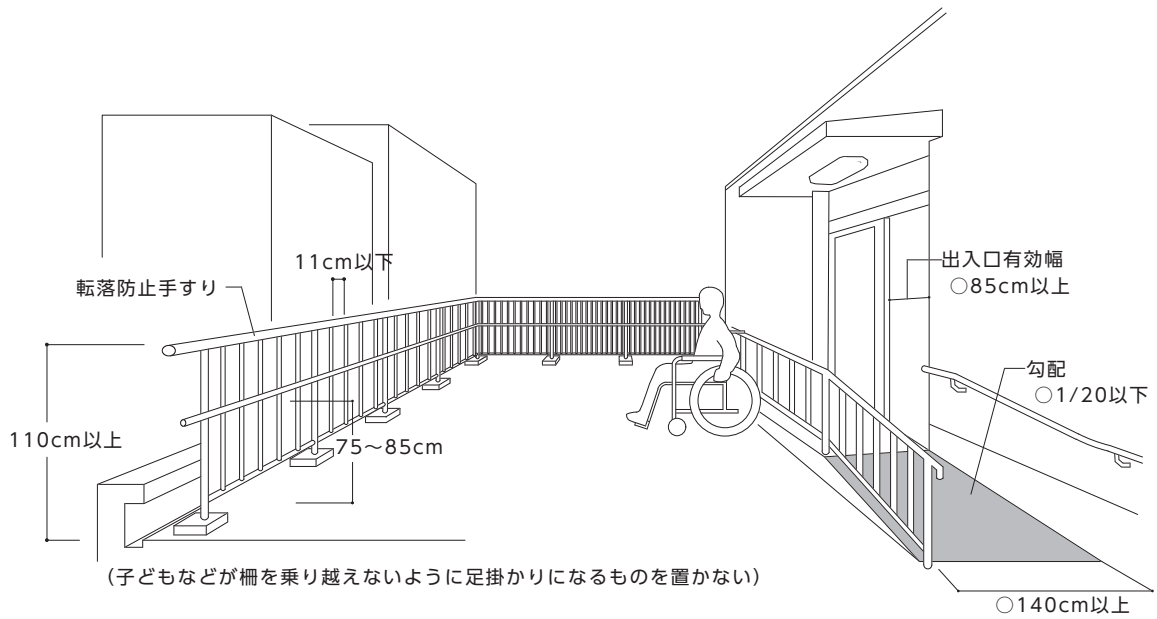 11cm以下
転落防止手すり
出入口有効幅
○85cm以上
勾配
○1/20以下
110cm以上
75～85cm
（子どもなどが柵を乗り越えないように足掛かりになるものを置かない）
○140cm以上